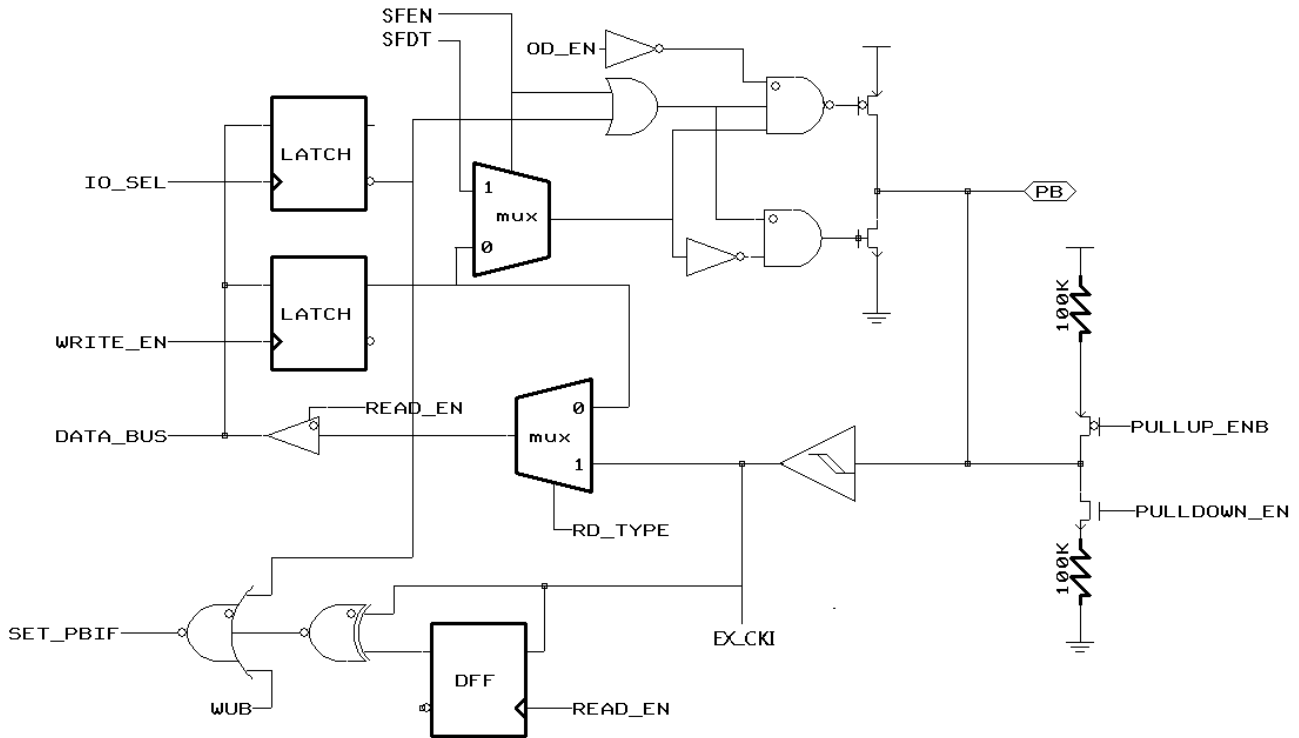 SFEN
SFDT
OD_EN
LATCH
IO_SEL
1
mux
0
PB
LATCH
WRITE_EN
100K
READ_EN
DATA_BUS
0
mux
1
PULLUP_ENB
PULLDOWN_EN
RD_TYPE
100K
SET_PBIF
EX_CKI
DFF
WUB
READ_EN